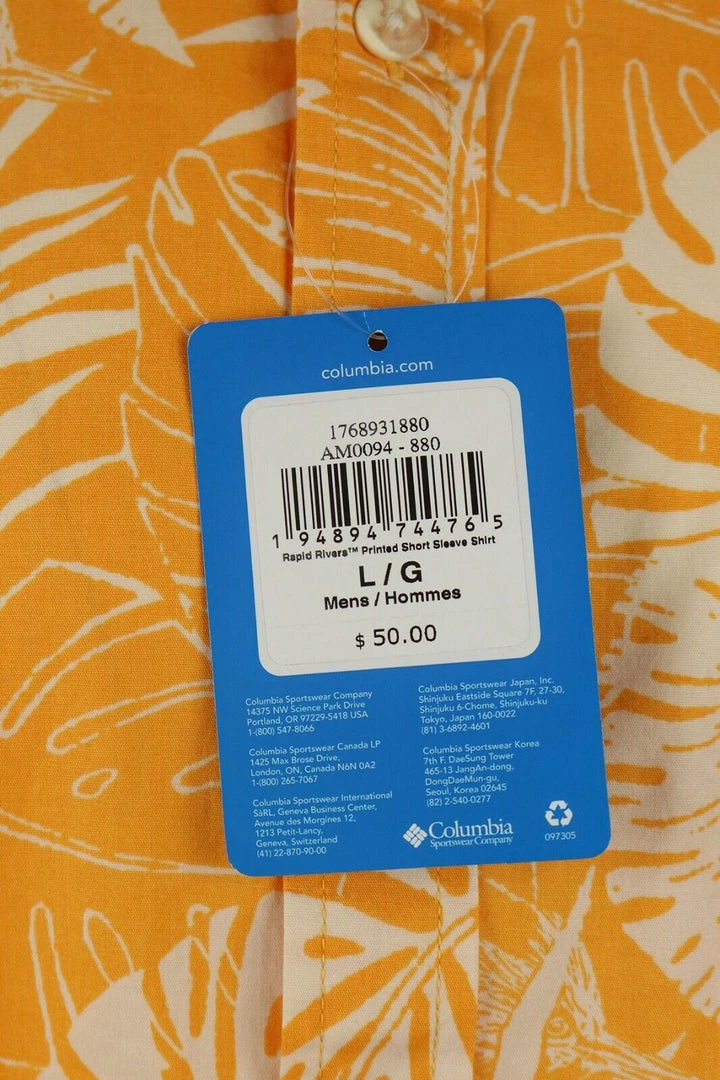 columbia.com
1768931880
AM0094 - 880
1 94894 74476 5
Rapid Rivers™ Printed Short Sleeve Shirt
L / G
Mens / Hommes
$ 50.00
Columbia Sportswear Company
14375 NW Science Park Drive
Portland, OR 97229-5418 USA
1-(800) 547-8066
Columbia Sportswear Canada LP
1425 Max Brose Drive,
London, ON, Canada N6N 0A2
1-(800) 265-7067
Columbia Sportswear International
SàRL, Geneva Business Center,
Avenue des Morgines 12,
1213 Petit-Lancy,
Geneva, Switzerland
(41) 22-870-90-00
Columbia Sportswear Japan, Inc.
Shinjuku Eastside Square 7F, 27-30,
Shinjuku 6-Chome, Shinjuku-ku
Tokyo, Japan 160-0022
(81) 3-6892-4601
Columbia Sportswear Korea
7th F. DaeSung Tower
465-13 JangAn-dong,
DongDaeMun-gu,
Seoul, Korea 02645
(82) 2-540-0277
Columbia
Sportswear Company
097305